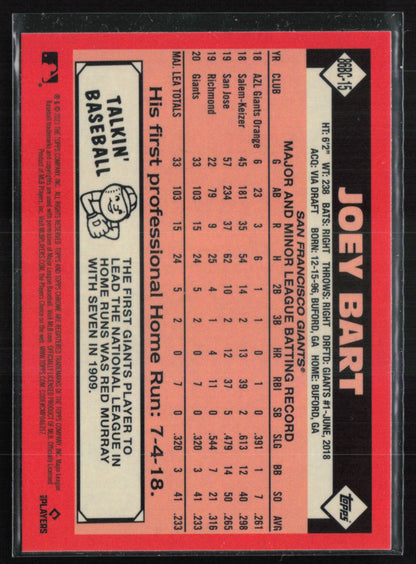 86BC-15
JOEY BART
Topps
HT: 6'2" WT: 238 BATS: RIGHT THROWS: RIGHT DRFTD: GIANTS #1-JUNE, 2018
ACQ: VIA DRAFT BORN: 12-15-96, BUFORD, GA HOME: BUFORD, GA
SAN FRANCISCO GIANTS®
MAJOR AND MINOR LEAGUE BATTING RECORD
YR CLUB G AB R H 2B 3B HR RBI SB SLG BB SO AVG
18 AZL Giants Orange 6 23 3 6 1 1 0 1 0 .391 1 7 .261
18 Salem-Keizer 45 181 35 54 14 2 13 39 2 .613 12 40 .298
19 San Jose 57 234 37 62 10 2 12 37 5 .479 14 50 .265
19 Richmond 22 79 9 25 4 1 4 11 0 .544 7 21 .316
20 Giants 33 103 15 24 5 2 0 7 0 .320 3 41 .233
MAJ. LEA TOTALS 33 103 15 24 5 2 0 7 0 .320 3 41 .233
His first professional Home Run: 7-4-18.
TALKIN' BASEBALL
THE FIRST GIANTS PLAYER TO
LEAD THE NATIONAL LEAGUE IN
HOME RUNS WAS RED MURRAY
WITH SEVEN IN 1909.
PLAYERS